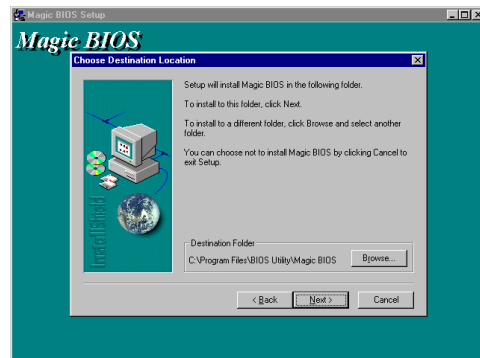 Magic BIOS Setup
Magic BIOS
Choose Destination Location
Setup will install Magic BIOS in the following folder.
To install to this folder, click Next.
To install to a different folder, click Browse and select another
folder.
You can choose not to install Magic BIOS by clicking Cancel to
exit Setup.
InstallShield
Destination Folder
C:\Program Files\BIOS Utility\Magic BIOS
Browse...
< Back
Next >
Cancel